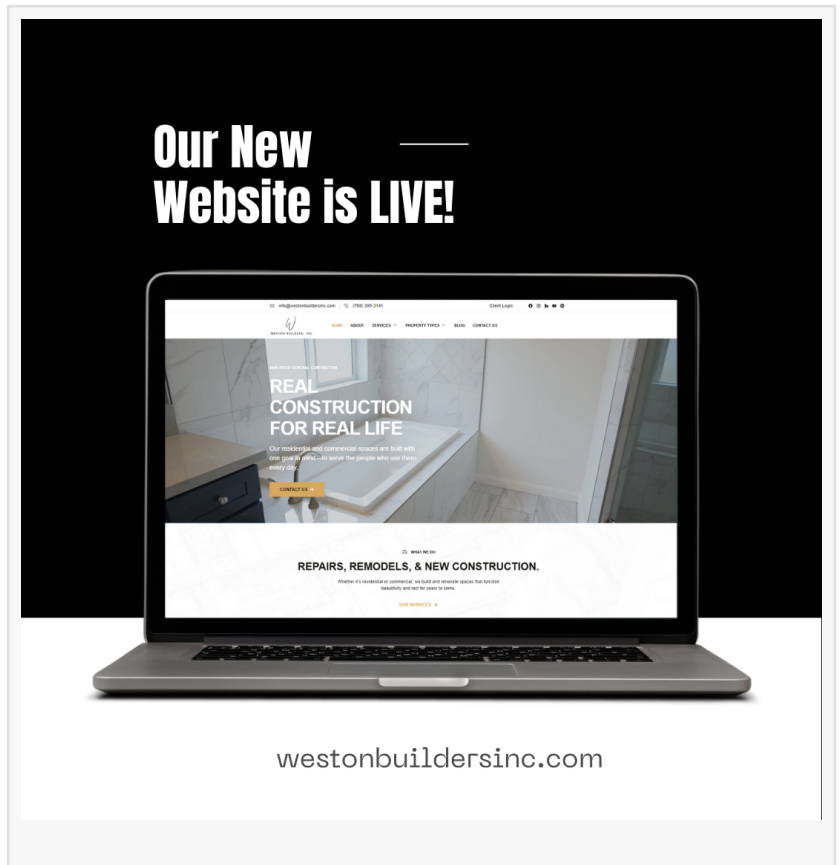 Our New
Website is LIVE!
info@westonbuildersinc.com
Client Login
WESTON BUILDERS, INC.
HOME ABOUT SERVICES PROPERTY TYPES BLOG CONTACT US
REAL
CONSTRUCTION
FOR REAL LIFE
Our residential and commercial spaces are built with
one goal in mind—to serve the people who use them
every day.
CONTACT US
WHAT WE DO
REPAIRS, REMODELS, & NEW CONSTRUCTION.
Whether it's residential or commercial, we build and renovate spaces that function
beautifully and last for years to come.
OUR SERVICES
westonbuildersinc.com